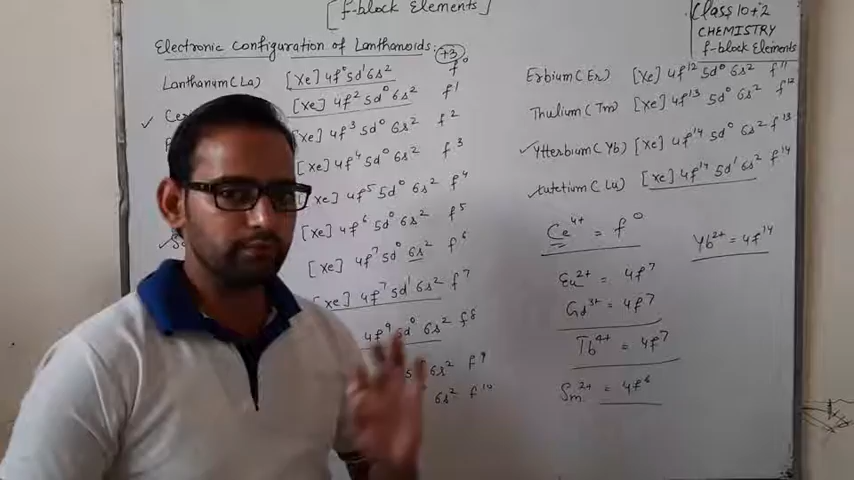 [f-block Elements]
Class 10+2
CHEMISTRY
f-block Elements
Electronic Configuration of Lanthanoids:
+3
Lanthanum(La) [Xe] 4f⁰ 5d¹ 6s² f⁰
Cer [Xe] 4f² 5d⁰ 6s² f¹
[Xe] 4f³ 5d⁰ 6s² f²
[Xe] 4f⁴ 5d⁰ 6s² f³
[Xe] 4f⁵ 5d⁰ 6s² f⁴
[Xe] 4f⁶ 5d⁰ 6s² f⁵
[Xe] 4f⁷ 5d⁰ 6s² f⁶
[Xe] 4f⁷ 5d¹ 6s² f⁷
4f⁹ 5d⁰ 6s² f⁸
6s² f⁹
6s² f¹⁰
Erbium(Er) [Xe] 4f¹² 5d⁰ 6s² f¹¹
Thulium(Tm) [Xe] 4f¹³ 5d⁰ 6s² f¹²
Ytterbium(Yb) [Xe] 4f¹⁴ 5d⁰ 6s² f¹³
Lutetium(Lu) [Xe] 4f¹⁴ 5d¹ 6s² f¹⁴
Ce⁴⁺ = f⁰
Yb²⁺ = 4f¹⁴
Eu²⁺ = 4f⁷
Gd³⁺ = 4f⁷
Tb⁴⁺ = 4f⁷
Sm²⁺ = 4f⁶